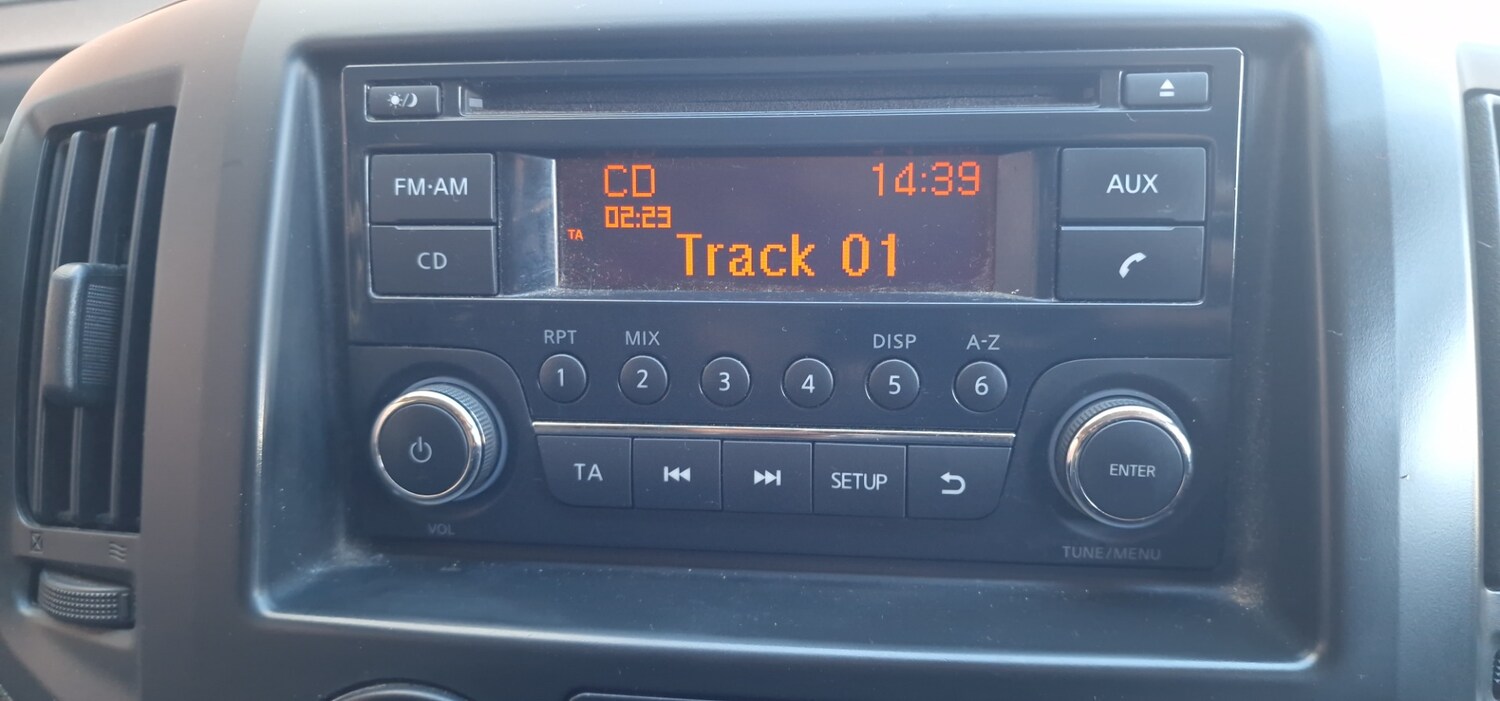 FM·AM
CD
CD 14:39
02:23
TA
Track 01
AUX
RPT MIX DISP A-Z
1 2 3 4 5 6
TA SETUP
ENTER
VOL
TUNE/MENU